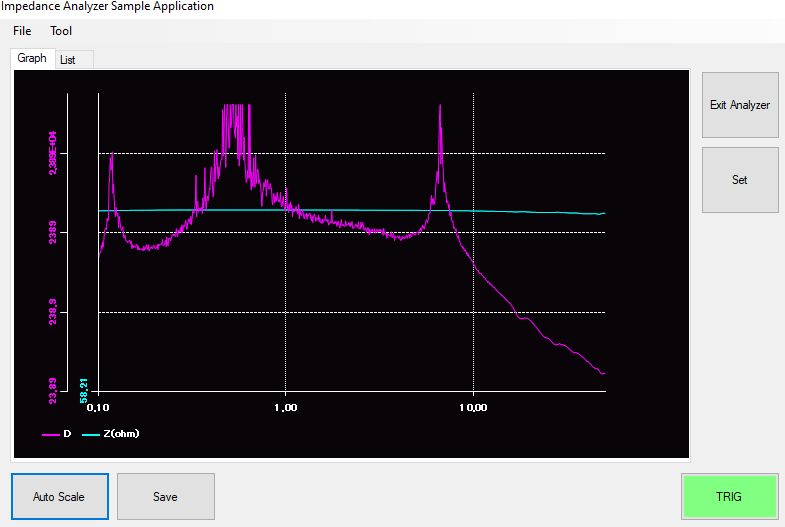 Impedance Analyzer Sample Application
File Tool
Graph List
Exit Analyzer
Set
2,389E+04
2389
238,9
23,89
58,21
0,10 1,00 10,00
D Z(ohm)
Auto Scale Save TRIG